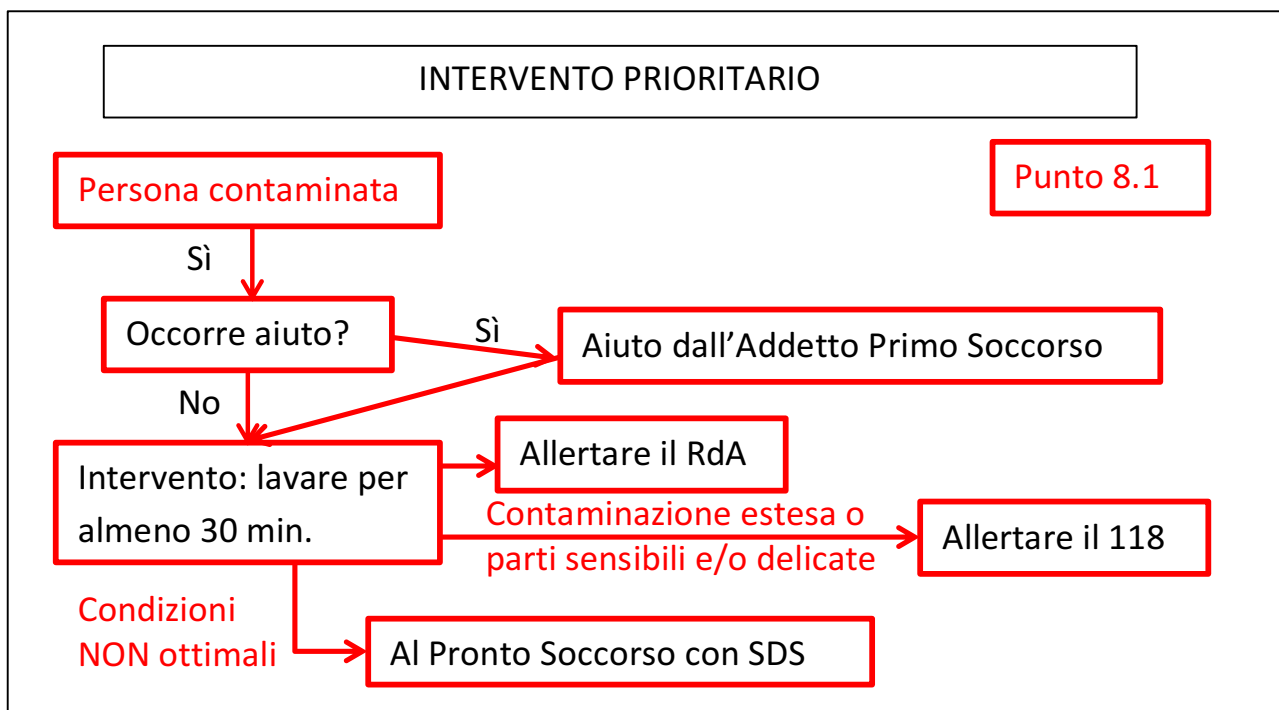 INTERVENTO PRIORITARIO
Persona contaminata
Punto 8.1
Sì
Occorre aiuto?
Sì
Aiuto dall’Addetto Primo Soccorso
No
Allertare il RdA
Intervento: lavare per
almeno 30 min.
Contaminazione estesa o
parti sensibili e/o delicate
Allertare il 118
Condizioni
NON ottimali
Al Pronto Soccorso con SDS